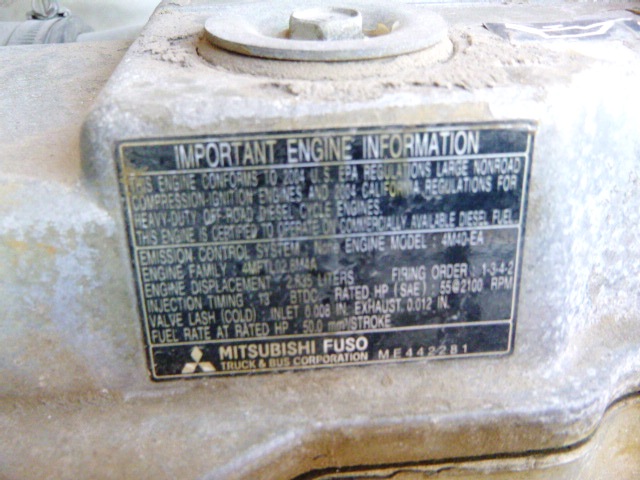 IMPORTANT ENGINE INFORMATION
THIS ENGINE CONFORMS TO 2004 U.S. EPA REGULATIONS LARGE NONROAD
COMPRESSION-IGNITION ENGINES AND 2004 CALIFORNIA REGULATIONS FOR
HEAVY-DUTY OFF-ROAD DIESEL CYCLE ENGINES.
THIS ENGINE IS CERTIFIED TO OPERATE ON COMMERCIALLY AVAILABLE DIESEL FUEL
EMISSION CONTROL SYSTEM : ENGINE MODEL : 4M40-EA
ENGINE FAMILY : FIRING ORDER : 1-3-4-2
ENGINE DISPLACEMENT : 2.835 LITERS RATED HP (SAE) : 55@2100 RPM
INJECTION TIMING : 13° BTDC
VALVE LASH (COLD) : INLET 0.008 IN. EXHAUST 0.012 IN.
FUEL RATE AT RATED HP : 50.0 mm³/STROKE
MITSUBISHI FUSO
TRUCK & BUS CORPORATION ME442281